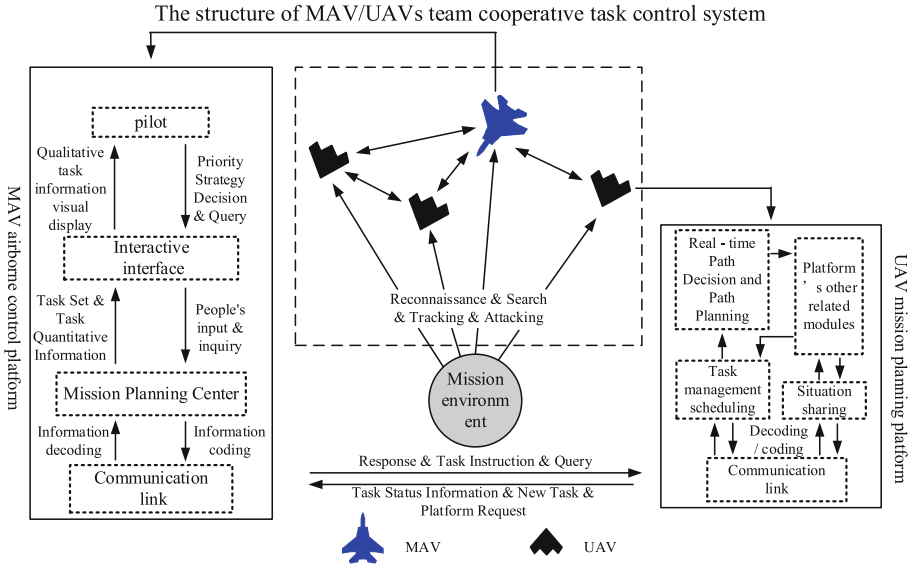 The structure of MAV/UAVs team cooperative task control system
MAV airborne control platform
pilot
Qualitative
task
information
visual
display
Priority
Strategy
Decision
& Query
Interactive
interface
Task Set &
Task
Quantitative
Information
People's
input &
inquiry
Mission Planning Center
Information
decoding
Information
coding
Communication
link
Reconnaissance & Search
& Tracking & Attacking
Mission
environm
ent
Response & Task Instruction & Query
Task Status Information & New Task &
Platform Request
MAV
UAV
Real - time
Path
Decision and
Path
Planning
Platform
' s other
related
modules
Task
management
scheduling
Situation
sharing
Decoding
/ coding
Communication
link
UAV mission planning platform